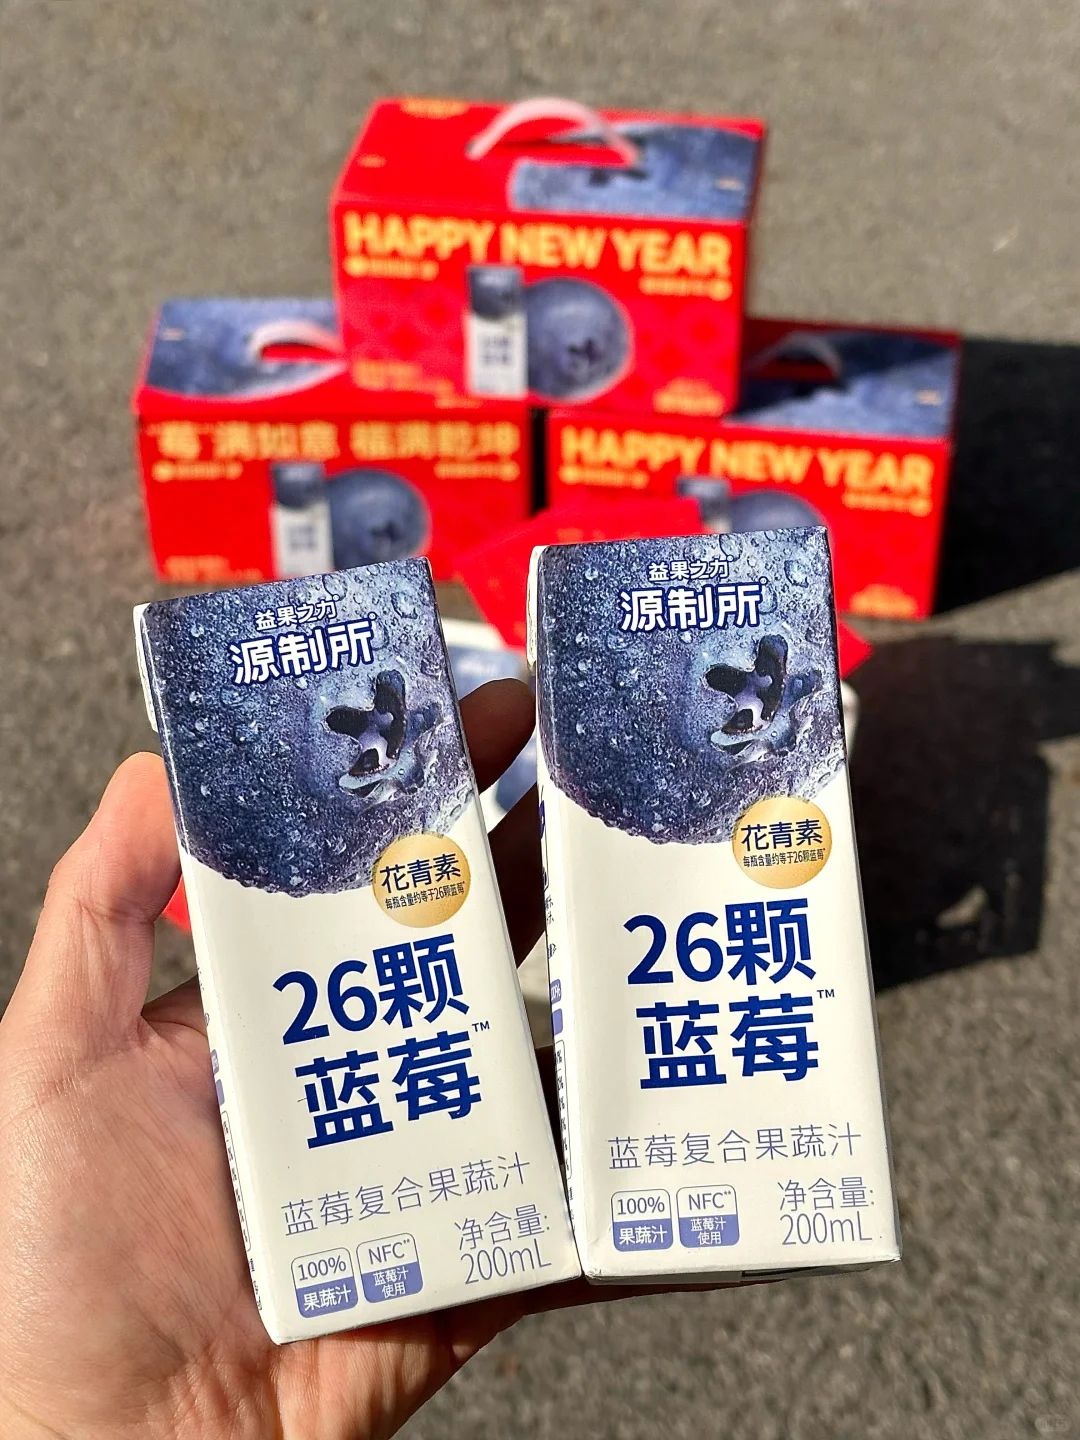 HAPPY NEW YEAR
"莓"满如意 福满乾坤
HAPPY NEW YEAR
益果之力®
源制所®
花青素
每瓶含量约等于26颗蓝莓*
26颗
蓝莓™
蓝莓复合果蔬汁
100%
果蔬汁
NFC**
蓝莓汁
使用
净含量:
200mL
益果之力®
源制所®
花青素
每瓶含量约等于26颗蓝莓*
26颗
蓝莓™
蓝莓复合果蔬汁
100%
果蔬汁
NFC**
蓝莓汁
使用
净含量:
200mL